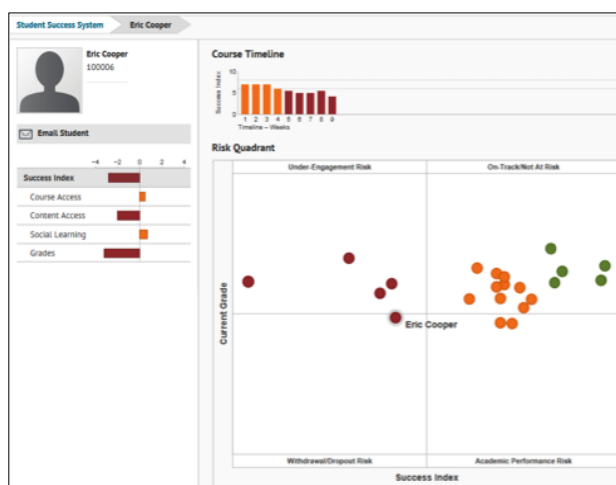 Student Success System
Eric Cooper
Eric Cooper
100006
Email Student
-4 -2 0 2 4
Success Index
Course Access
Content Access
Social Learning
Grades
Course Timeline
Success Index
10
5
0
1 2 3 4 5 6 7 8 9
Timeline – Weeks
Risk Quadrant
Under-Engagement Risk
On-Track/Not At Risk
Current Grade
Eric Cooper
Withdrawal/Dropout Risk
Academic Performance Risk
Success Index